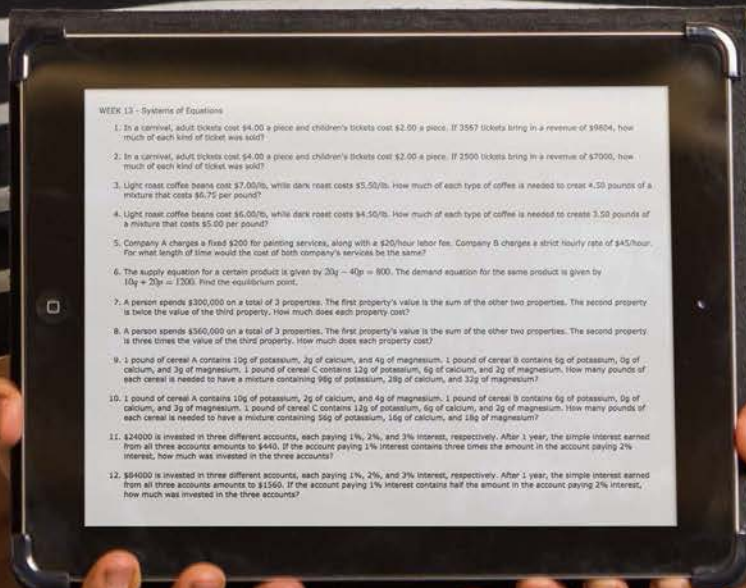 WEEK 13 - Systems of Equations
1. In a carnival, adult tickets cost $4.00 a piece and children's tickets cost $2.00 a piece. If 3567 tickets bring in a revenue of $9804, how
much of each kind of ticket was sold?
2. In a carnival, adult tickets cost $4.00 a piece and children's tickets cost $2.00 a piece. If 2500 tickets bring in a revenue of $7000, how
much of each kind of ticket was sold?
3. Light roast coffee beans cost $7.00/lb, while dark roast costs $5.50/lb. How much of each type of coffee is needed to creat 4.50 pounds of a
mixture that costs $6.75 per pound?
4. Light roast coffee beans cost $6.00/lb, while dark roast costs $4.50/lb. How much of each type of coffee is needed to create 3.50 pounds of
a mixture that costs $5.00 per pound?
5. Company A charges a fixed $200 for painting services, along with a $20/hour labor fee. Company B charges a strict hourly rate of $45/hour.
For what length of time would the cost of both company's services be the same?
6. The supply equation for a certain product is given by 20q − 40p = 800. The demand equation for the same product is given by
10q + 20p = 1200. Find the equilibrium point.
7. A person spends $300,000 on a total of 3 properties. The first property's value is the sum of the other two properties. The second property
is twice the value of the third property. How much does each property cost?
8. A person spends $560,000 on a total of 3 properties. The first property's value is the sum of the other two properties. The second property
is three times the value of the third property. How much does each property cost?
9. 1 pound of cereal A contains 10g of potassium, 2g of calcium, and 4g of magnesium. 1 pound of cereal B contains 6g of potassium, 0g of
calcium, and 3g of magnesium. 1 pound of cereal C contains 12g of potassium, 6g of calcium, and 2g of magnesium. How many pounds of
each cereal is needed to have a mixture containing 98g of potassium, 28g of calcium, and 32g of magnesium?
10. 1 pound of cereal A contains 10g of potassium, 2g of calcium, and 4g of magnesium. 1 pound of cereal B contains 6g of potassium, 0g of
calcium, and 3g of magnesium. 1 pound of cereal C contains 12g of potassium, 6g of calcium, and 2g of magnesium. How many pounds of
each cereal is needed to have a mixture containing 56g of potassium, 16g of calcium, and 18g of magnesium?
11. $24000 is invested in three different accounts, each paying 1%, 2%, and 3% interest, respectively. After 1 year, the simple interest earned
from all three accounts amounts to $440. If the account paying 1% interest contains three times the amount in the account paying 2%
interest, how much was invested in the three accounts?
12. $64000 is invested in three different accounts, each paying 1%, 2%, and 3% interest, respectively. After 1 year, the simple interest earned
from all three accounts amounts to $1560. If the account paying 1% interest contains half the amount in the account paying 2% interest,
how much was invested in the three accounts?